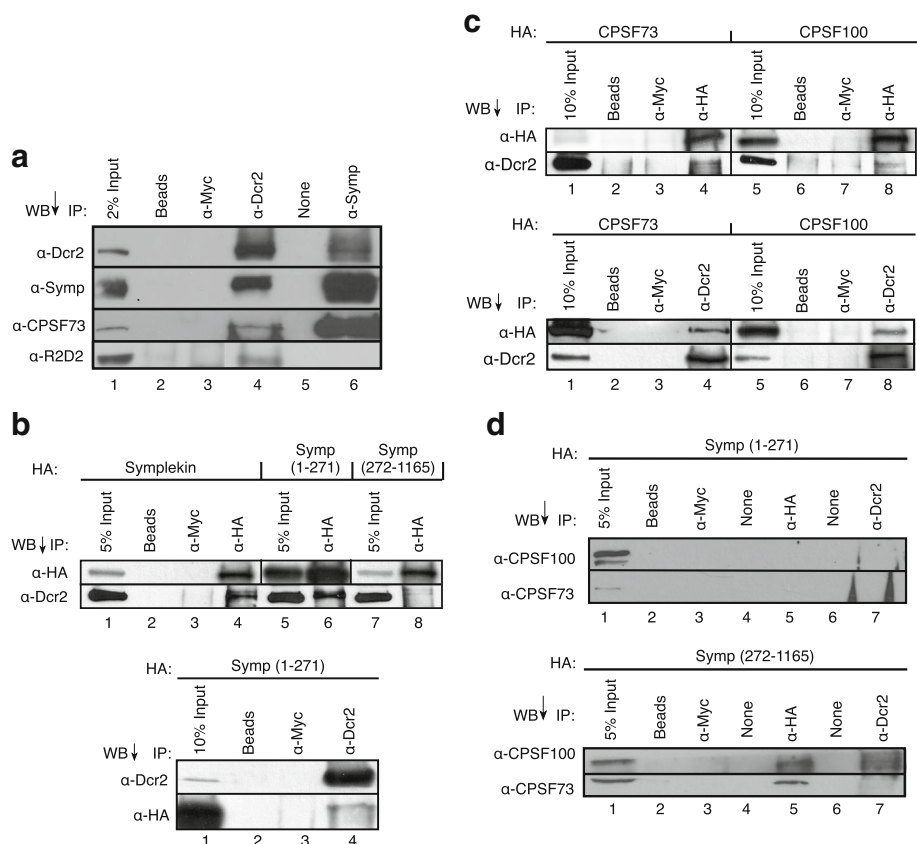 a
2% Input Beads α-Myc α-Dcr2 None α-Symp
WB↓ IP:
α-Dcr2
α-Symp
α-CPSF73
α-R2D2
1 2 3 4 5 6
b
HA: Symplekin Symp (1-271) Symp (272-1165)
WB↓IP: 5% Input Beads α-Myc α-HA 5% Input α-HA 5% Input α-HA
α-HA
α-Dcr2
1 2 3 4 5 6 7 8
HA: Symp (1-271)
WB↓ IP: 10% Input Beads α-Myc α-Dcr2
α-Dcr2
α-HA
1 2 3 4
c
HA: CPSF73 CPSF100
WB↓ IP: 10% Input Beads α-Myc α-HA 10% Input Beads α-Myc α-HA
α-HA
α-Dcr2
1 2 3 4 5 6 7 8
HA: CPSF73 CPSF100
WB↓ IP: 10% Input Beads α-Myc α-Dcr2 10% Input Beads α-Myc α-Dcr2
α-HA
α-Dcr2
1 2 3 4 5 6 7 8
d
HA: Symp (1-271)
WB↓ IP: 5% Input Beads α-Myc None α-HA None α-Dcr2
α-CPSF100
α-CPSF73
1 2 3 4 5 6 7
HA: Symp (272-1165)
WB↓ IP: 5% Input Beads α-Myc None α-HA None α-Dcr2
α-CPSF100
α-CPSF73
1 2 3 4 5 6 7